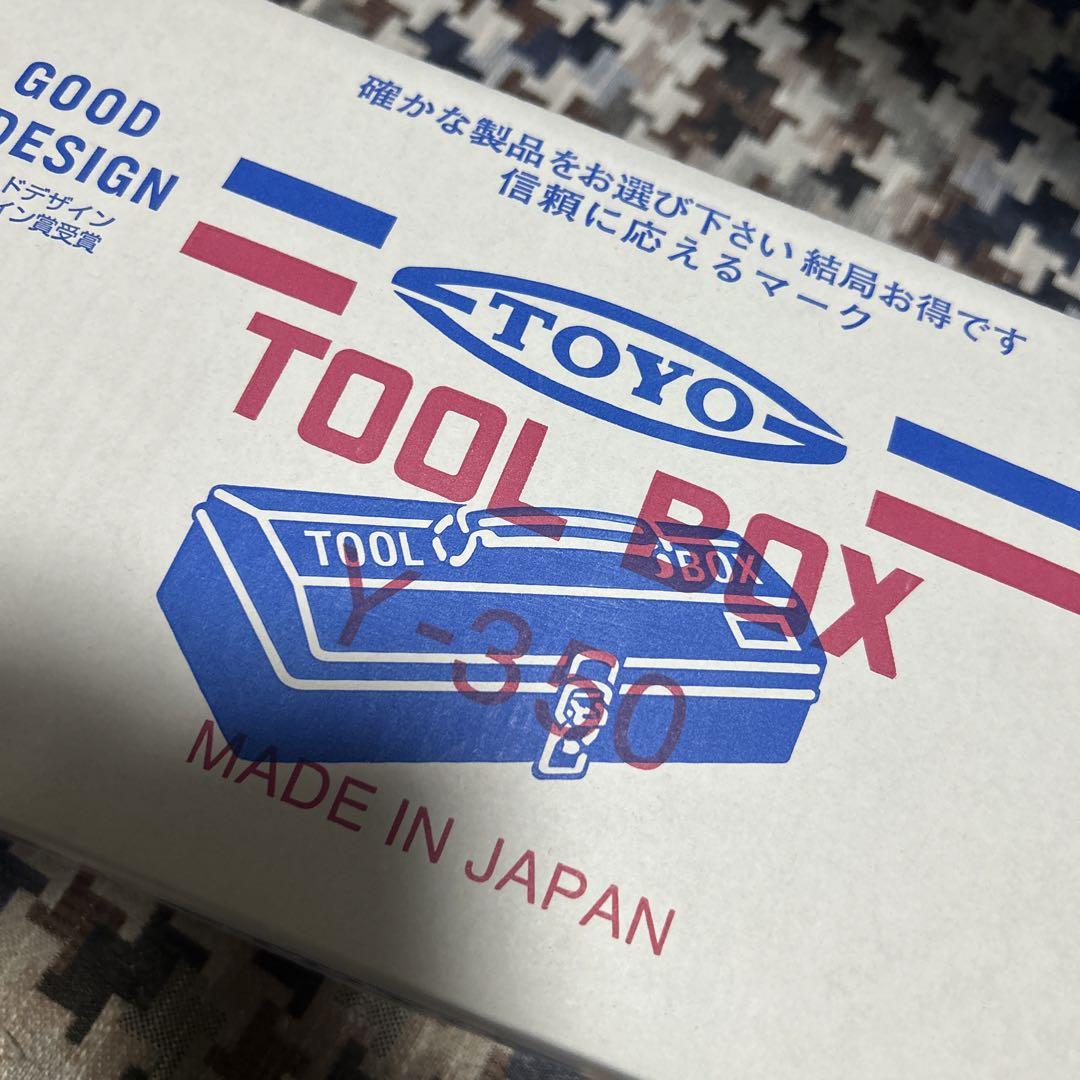 GOOD
DESIGN
ドデザイン
イン賞受賞
確かな製品をお選び下さい 結局お得です
信頼に応えるマーク
TOYO
TOOL BOX
TOOL BOX
Y-350
MADE IN JAPAN